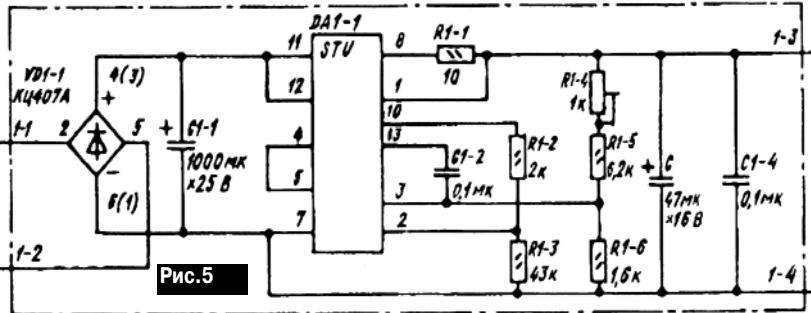 DA1-1
STU
11
12
4
5
7
8
1
10
13
3
2
R1-1
10
1-3
VD1-1
КЦ407А
4(3)
+
1-1
2
5
-
6(1)
1-2
+
C1-1
1000мк
×25 В
C1-2
0,1мк
R1-2
2к
R1-3
43к
R1-4
1к
R1-5
6,2к
R1-6
1,6к
+
C
47мк
×16 В
C1-4
0,1мк
1-4
Рис.5